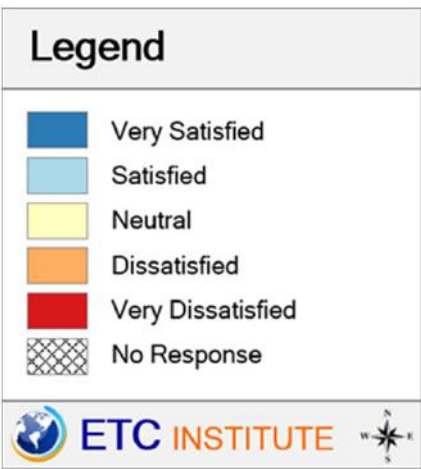 Legend
Very Satisfied
Satisfied
Neutral
Dissatisfied
Very Dissatisfied
No Response
ETC INSTITUTE
N
W E
S